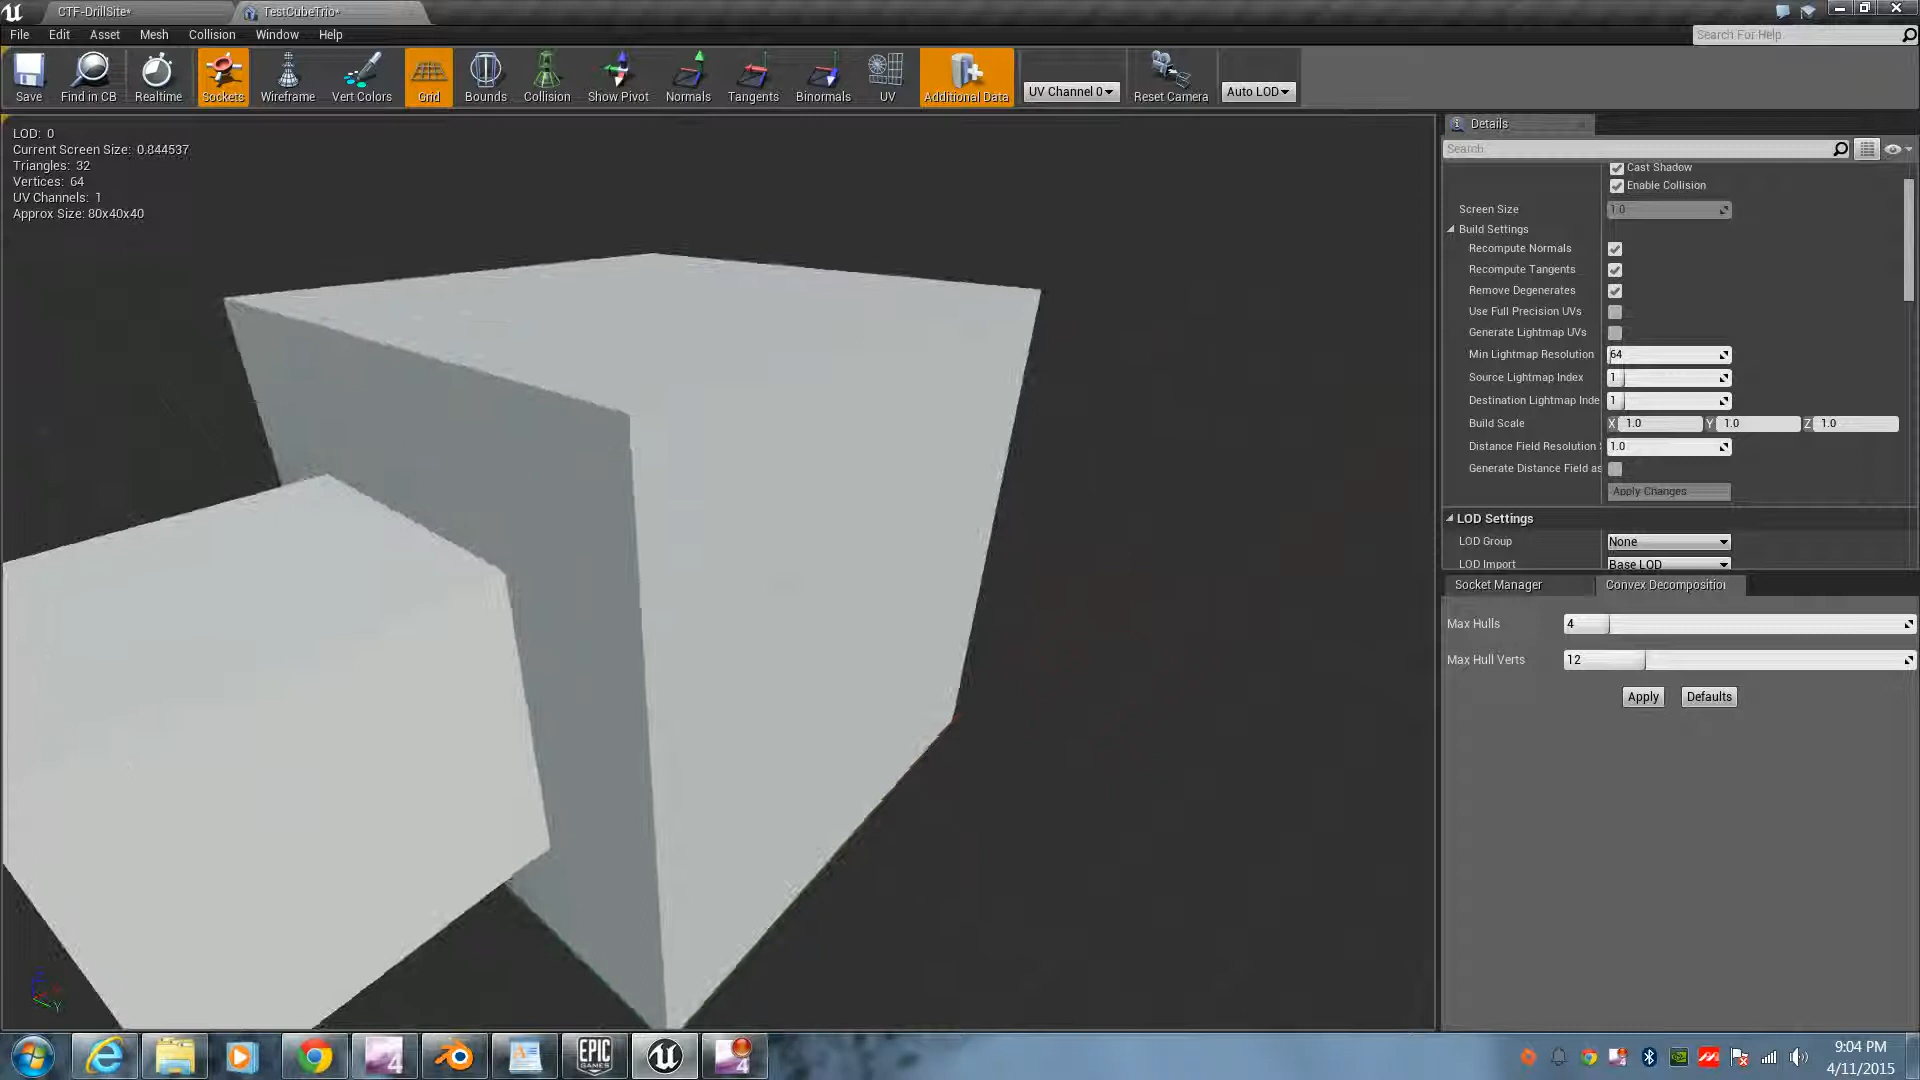 CTF-DrillSite*
TestCubeTrio*
File Edit Asset Mesh Collision Window Help
Search For Help
Save Find in CB Realtime Sockets Wireframe Vert Colors Grid Bounds Collision Show Pivot Normals Tangents Binormals UV Additional Data UV Channel 0 Reset Camera Auto LOD
LOD: 0
Current Screen Size: 0.844537
Triangles: 32
Vertices: 64
UV Channels: 1
Approx Size: 80x40x40
Details
Search
Cast Shadow
Enable Collision
Screen Size 1.0
Build Settings
Recompute Normals
Recompute Tangents
Remove Degenerates
Use Full Precision UVs
Generate Lightmap UVs
Min Lightmap Resolution 64
Source Lightmap Index 1
Destination Lightmap Inde 1
Build Scale X 1.0 Y 1.0 Z 1.0
Distance Field Resolution 1.0
Generate Distance Field as
Apply Changes
LOD Settings
LOD Group None
LOD Import Base LOD
Socket Manager Convex Decomposition
Max Hulls 4
Max Hull Verts 12
Apply Defaults
Z
X
Y
EPIC
GAMES
4
4
9:04 PM
4/11/2015